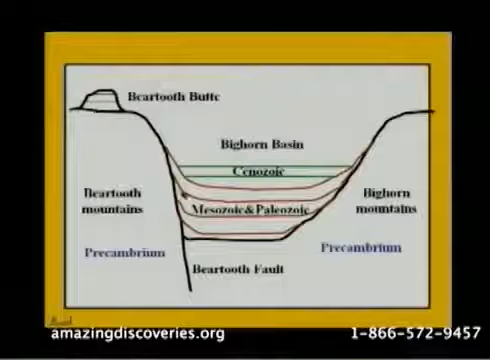 Beartooth Butte
Bighorn Basin
Cenozoic
Beartooth
mountains
Bighorn
mountains
Mesozoic&Paleozoic
Precambrium
Precambrium
Beartooth Fault
amazingdiscoveries.org
1-866-572-9457